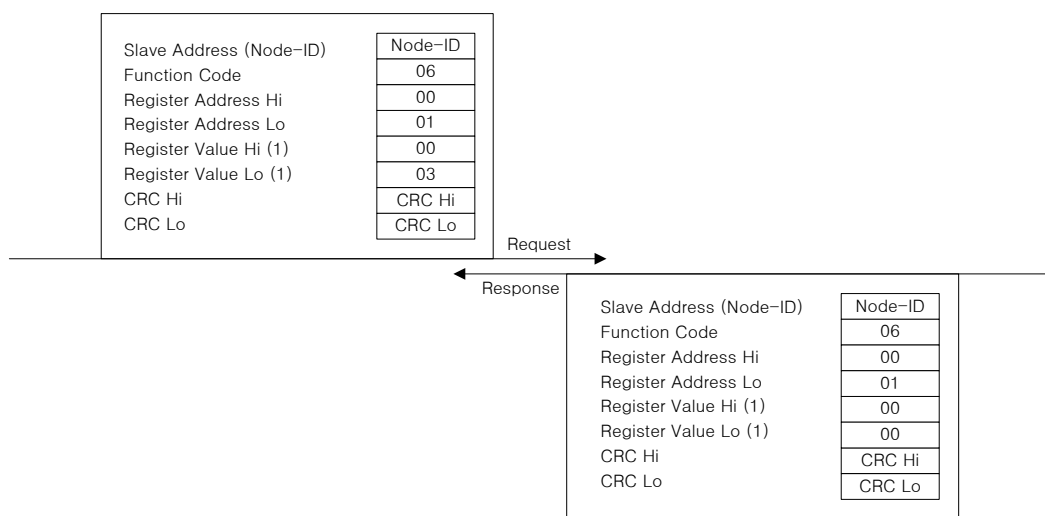 Slave Address (Node-ID) Node-ID
Function Code 06
Register Address Hi 00
Register Address Lo 01
Register Value Hi (1) 00
Register Value Lo (1) 03
CRC Hi CRC Hi
CRC Lo CRC Lo
Request
Response
Slave Address (Node-ID) Node-ID
Function Code 06
Register Address Hi 00
Register Address Lo 01
Register Value Hi (1) 00
Register Value Lo (1) 00
CRC Hi CRC Hi
CRC Lo CRC Lo